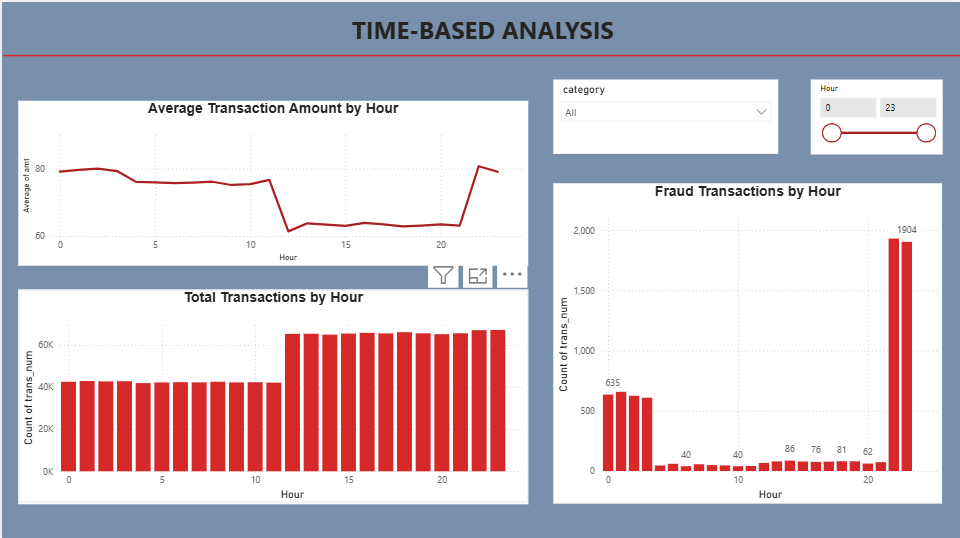 TIME-BASED ANALYSIS
Average Transaction Amount by Hour
Average of amt
80
60
0 5 10 15 20
Hour
category
All
Hour
0 23
Total Transactions by Hour
Count of trans_num
60K
40K
20K
0K
0 5 10 15 20
Hour
Fraud Transactions by Hour
Count of trans_num
2,000
1,500
1,000
500
0
635 40 40 86 76 81 62 1904
0 10 20
Hour